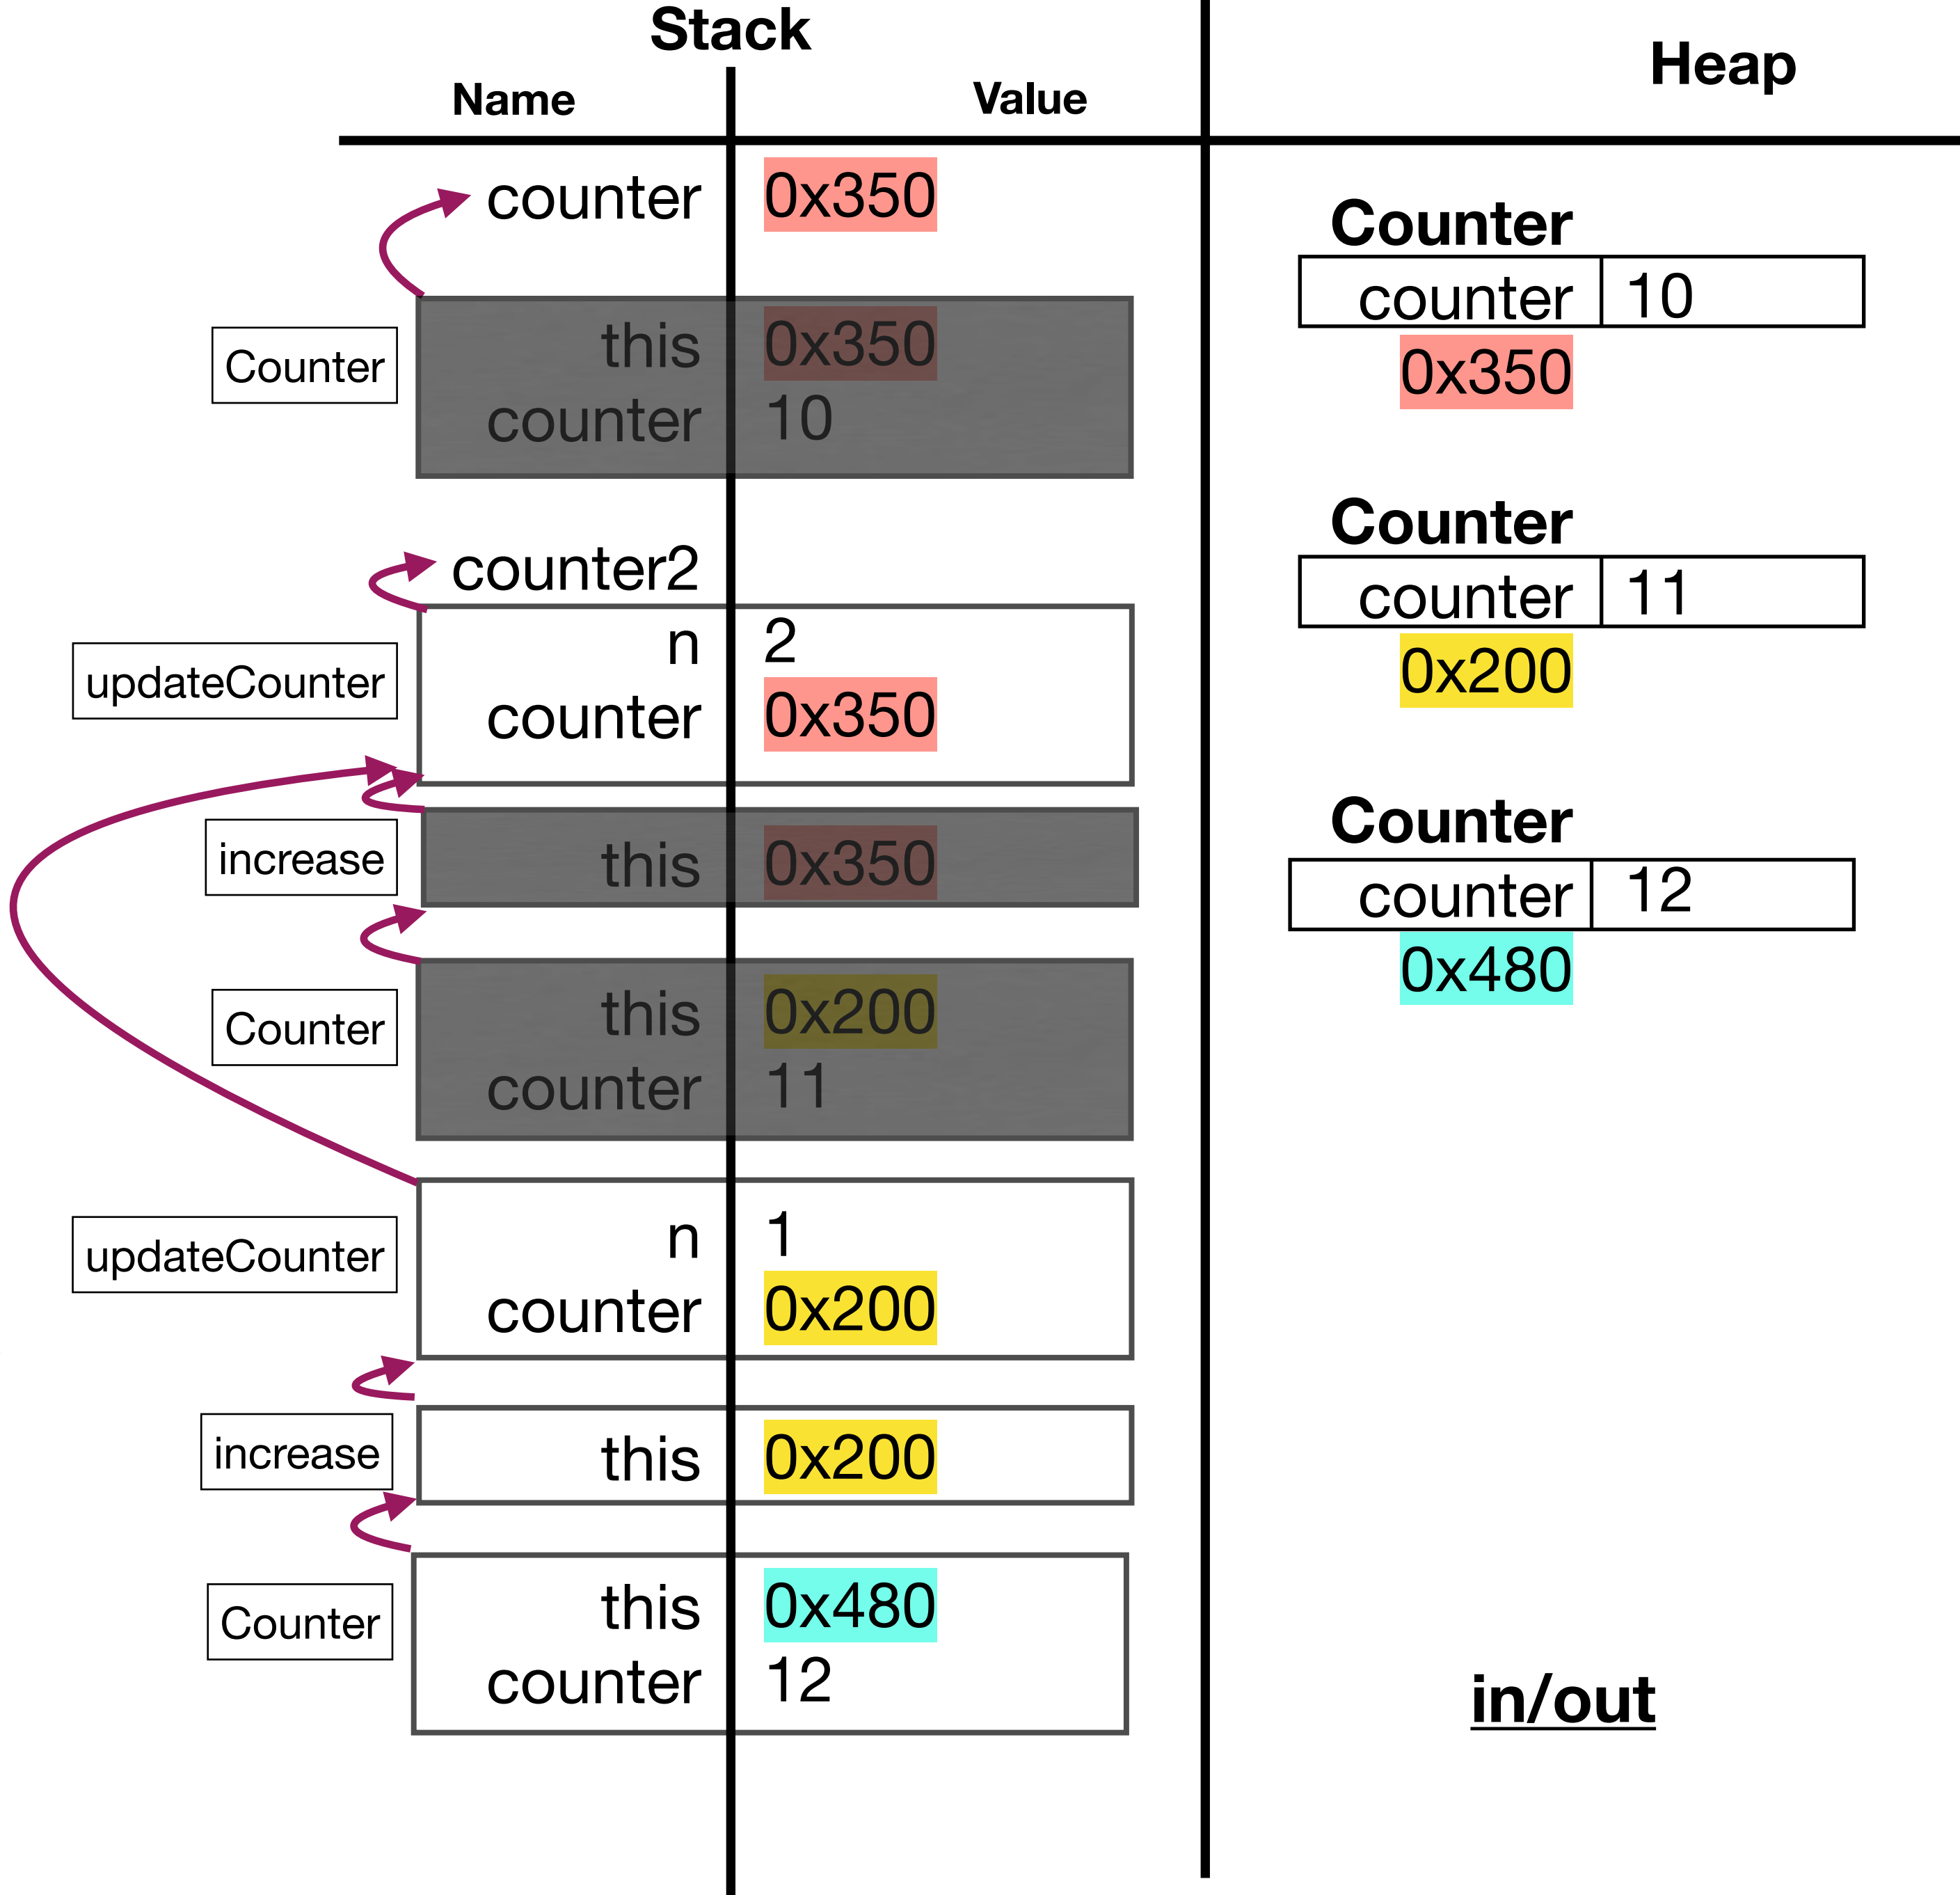 Stack
Heap
Name Value
counter 0x350
Counter
this 0x350
counter 10
counter2
updateCounter
n 2
counter 0x350
increase
this 0x350
Counter
this 0x200
counter 11
updateCounter
n 1
counter 0x200
increase
this 0x200
Counter
this 0x480
counter 12
Counter
counter 10
0x350
Counter
counter 11
0x200
Counter
counter 12
0x480
in/out